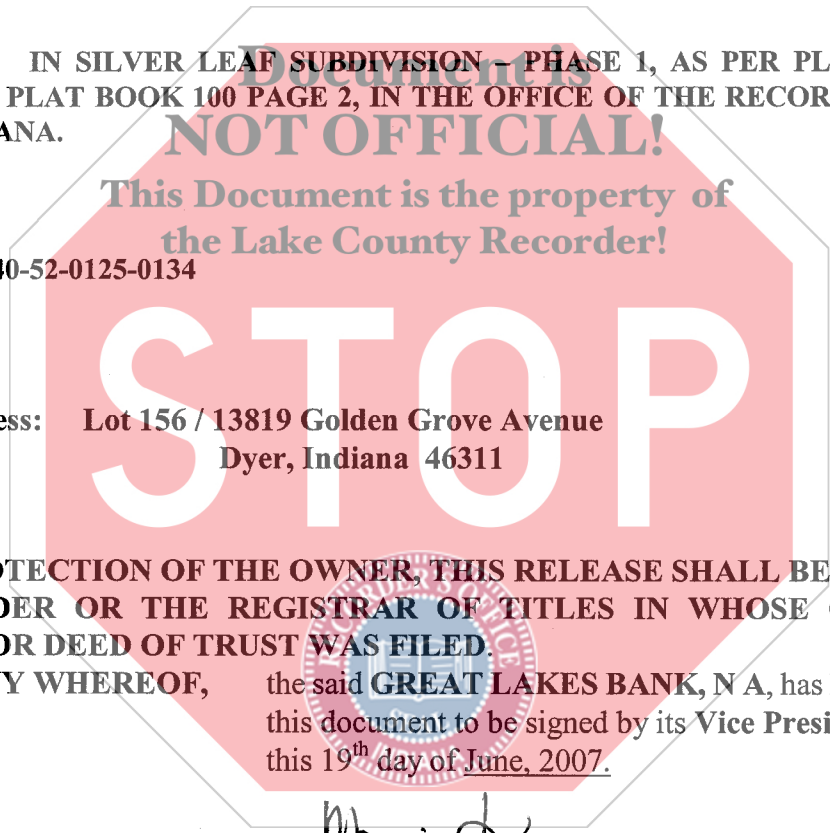 IN SILVER LEAF SUBDIVISION – PHASE 1, AS PER PL
Document is
PLAT BOOK 100 PAGE 2, IN THE OFFICE OF THE RECOR
ANA.
NOT OFFICIAL!
This Document is the property of
the Lake County Recorder!
40-52-0125-0134
STOP
ess: Lot 156 / 13819 Golden Grove Avenue
Dyer, Indiana 46311
OTECTION OF THE OWNER, THIS RELEASE SHALL BE
DER OR THE REGISTRAR OF TITLES IN WHOSE
OR DEED OF TRUST WAS FILED.
RECORDER'S OFFICE
Y WHEREOF, the said GREAT LAKES BANK, N A, has
this document to be signed by its Vice Presi
this 19th day of June, 2007.